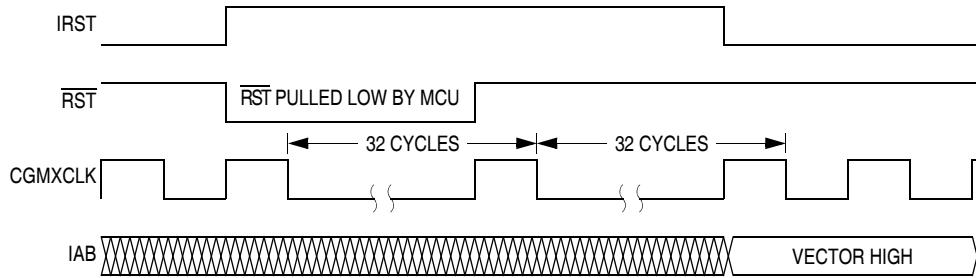 IRST
RST
RST PULLED LOW BY MCU
32 CYCLES
32 CYCLES
CGMXCLK
IAB
VECTOR HIGH